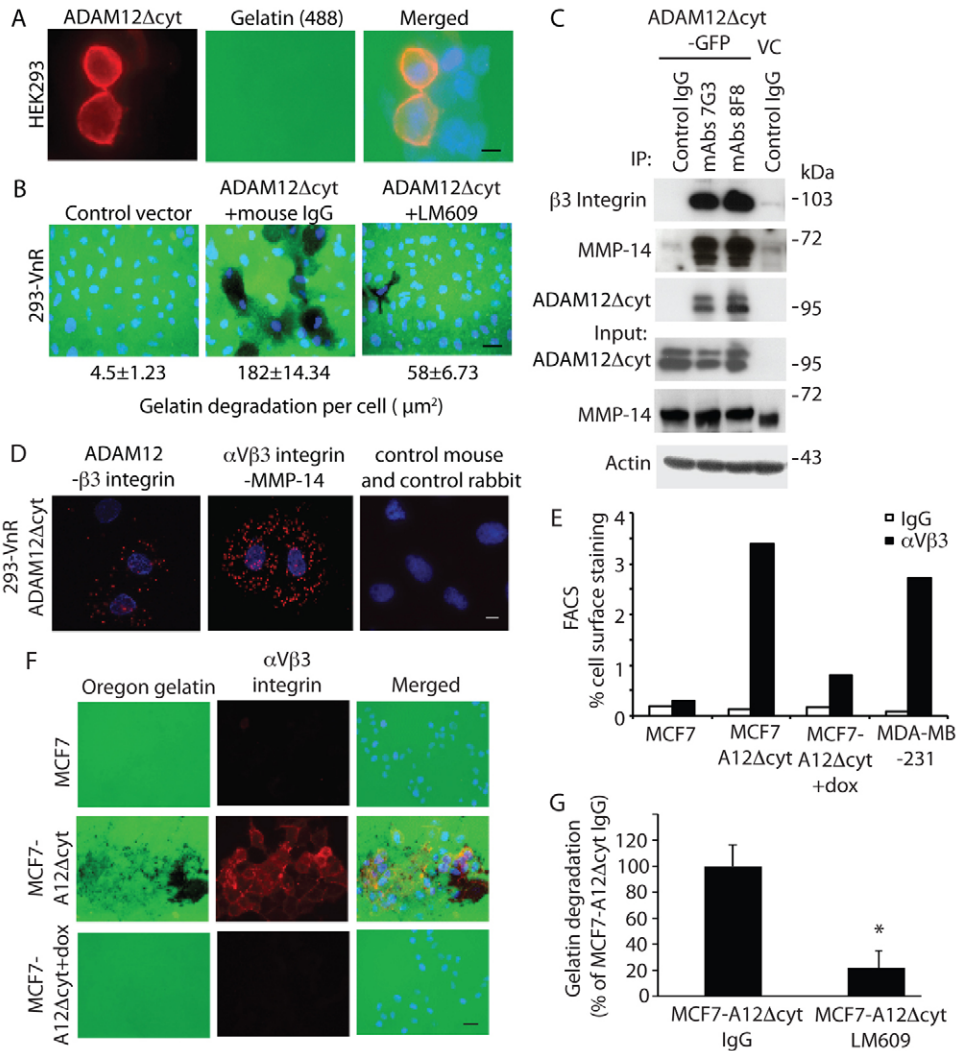 A
ADAM12Δcyt
Gelatin (488)
Merged
HEK293
B
Control vector
ADAM12Δcyt
+mouse IgG
ADAM12Δcyt
+LM609
293-VnR
4.5±1.23
182±14.34
58±6.73
Gelatin degradation per cell ( μm²)
C
ADAM12Δcyt
-GFP
VC
IP:
Control IgG
mAbs 7G3
mAbs 8F8
Control IgG
kDa
β3 Integrin
-103
MMP-14
-72
ADAM12Δcyt
-95
Input:
ADAM12Δcyt
-95
-72
MMP-14
Actin
-43
D
ADAM12
-β3 integrin
αVβ3 integrin
-MMP-14
control mouse
and control rabbit
293-VnR
ADAM12Δcyt
E
IgG
αVβ3
FACS
% cell surface staining
4
3
2
1
0
MCF7
MCF7
A12Δcyt
MCF7-
A12Δcyt
+dox
MDA-MB
-231
F
Oregon gelatin
αVβ3
integrin
Merged
MCF7
MCF7-
A12Δcyt
MCF7-
A12Δcyt+dox
G
Gelatin degradation
(% of MCF7-A12Δcyt IgG)
120
100
80
60
40
20
0
*
MCF7-A12Δcyt
IgG
MCF7-A12Δcyt
LM609